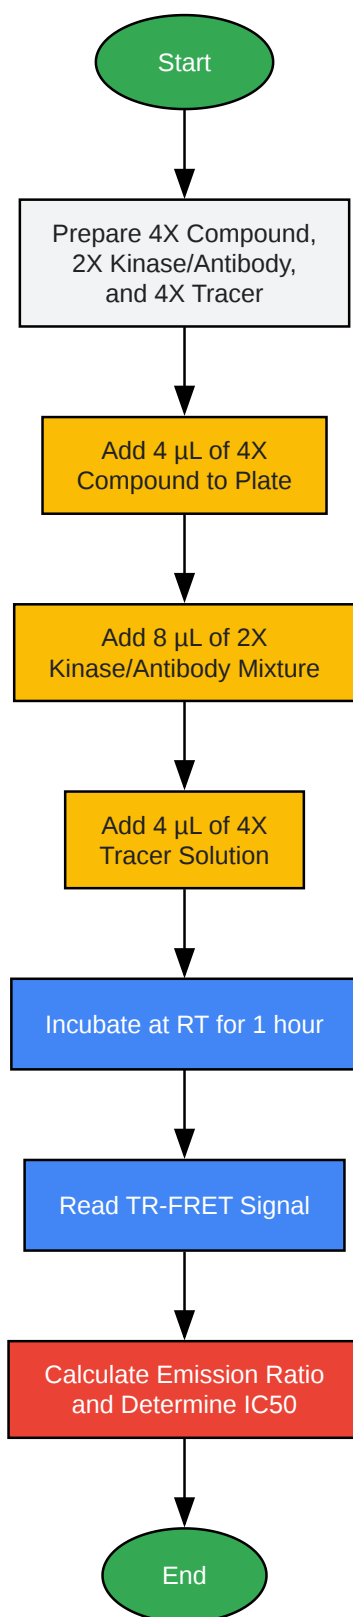 Start
Prepare 4X Compound,
2X Kinase/Antibody,
and 4X Tracer
Add 4 µL of 4X
Compound to Plate
Add 8 µL of 2X
Kinase/Antibody Mixture
Add 4 µL of 4X
Tracer Solution
Incubate at RT for 1 hour
Read TR-FRET Signal
Calculate Emission Ratio
and Determine IC50
End